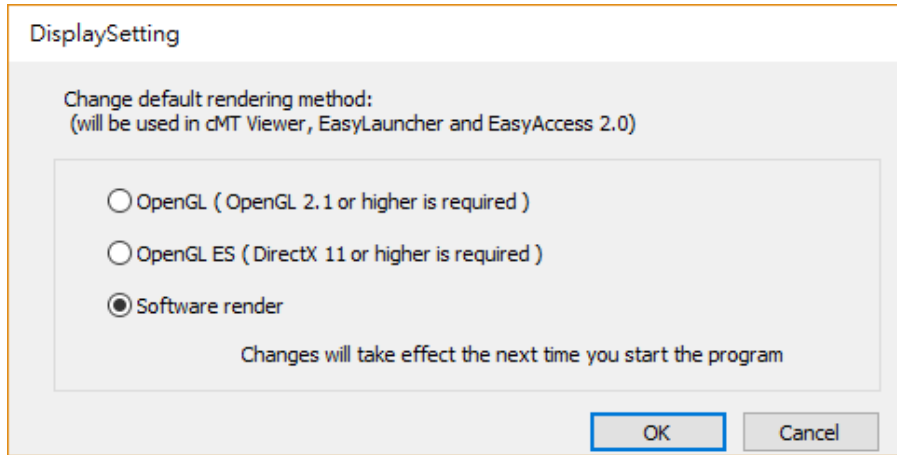 DisplaySetting
Change default rendering method:
(will be used in cMT Viewer, EasyLauncher and EasyAccess 2.0)
OpenGL ( OpenGL 2.1 or higher is required )
OpenGL ES ( DirectX 11 or higher is required )
Software render
Changes will take effect the next time you start the program
OK Cancel